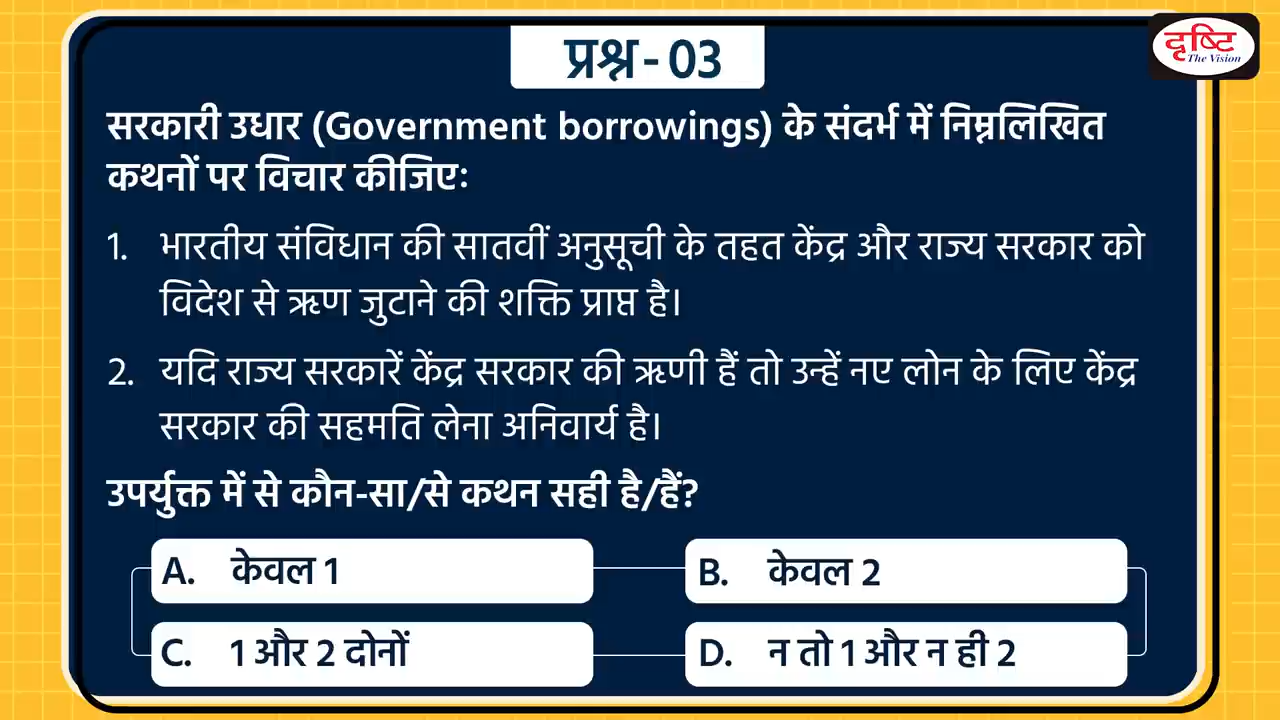 प्रश्न- 03
दृष्टि
The Vision
सरकारी उधार (Government borrowings) के संदर्भ में निम्नलिखित
कथनों पर विचार कीजिएः
1. भारतीय संविधान की सातवीं अनुसूची के तहत केंद्र और राज्य सरकार को
विदेश से ऋण जुटाने की शक्ति प्राप्त है।
2. यदि राज्य सरकारें केंद्र सरकार की ऋणी हैं तो उन्हें नए लोन के लिए केंद्र
सरकार की सहमति लेना अनिवार्य है।
उपर्युक्त में से कौन-सा/से कथन सही है/हैं?
A. केवल 1
B. केवल 2
C. 1 और 2 दोनों
D. न तो 1 और न ही 2